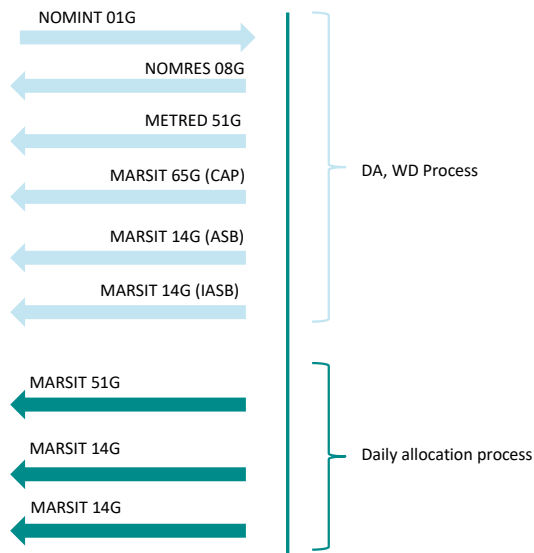 NOMINT 01G
NOMRES 08G
METRED 51G
MARSIT 65G (CAP)
DA, WD Process
MARSIT 14G (ASB)
MARSIT 14G (IASB)
MARSIT 51G
MARSIT 14G
Daily allocation process
MARSIT 14G